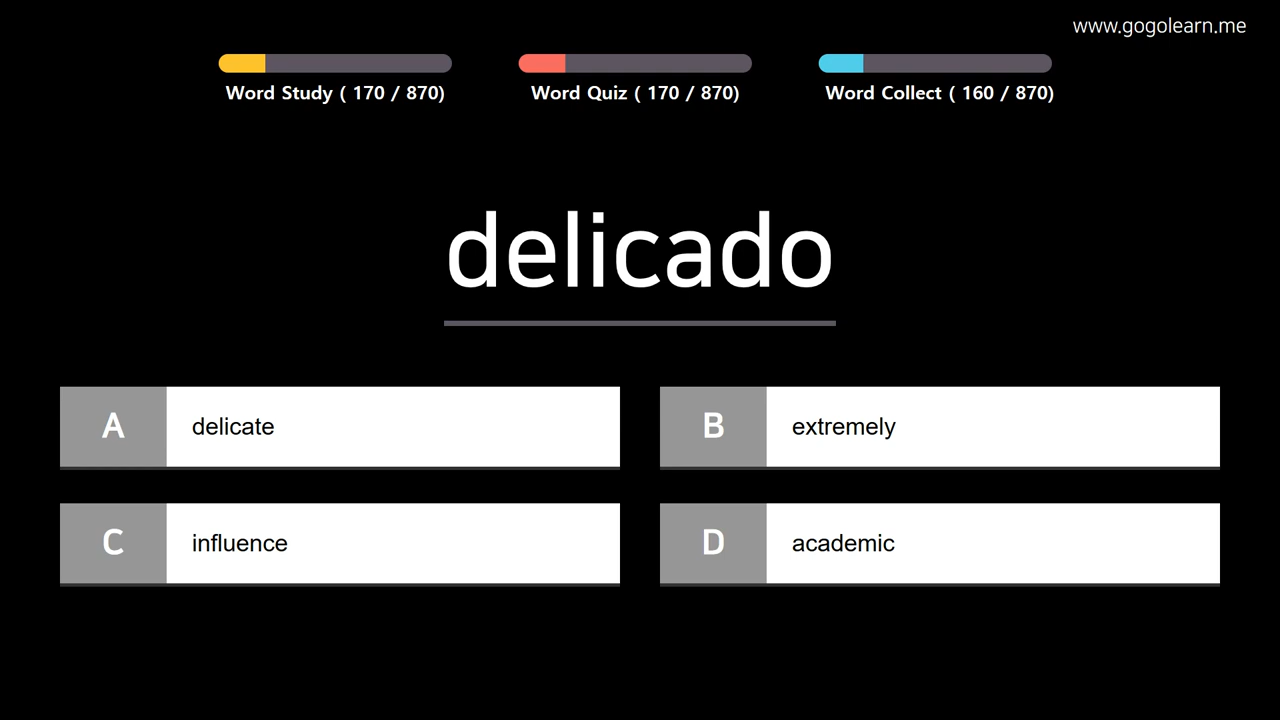 www.gogolearn.me
Word Study ( 170 / 870)
Word Quiz ( 170 / 870)
Word Collect ( 160 / 870)
delicado
A delicate
B extremely
C influence
D academic